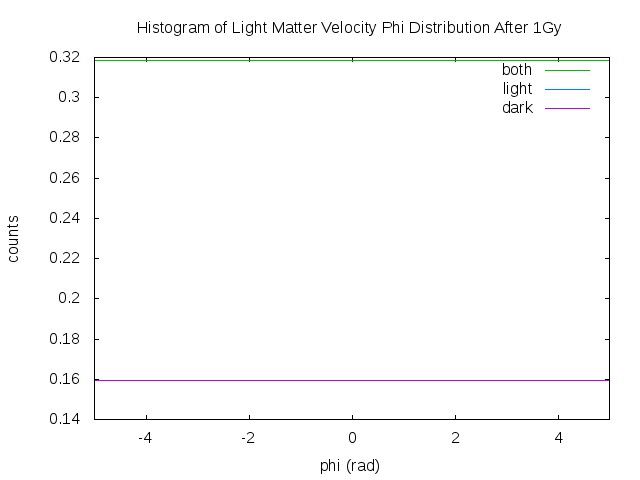 Histogram of Light Matter Velocity Phi Distribution After 1Gy
0.32
0.3
0.28
0.26
0.24
0.22
0.2
0.18
0.16
0.14
counts
both
light
dark
-4
-2
0
2
4
phi (rad)